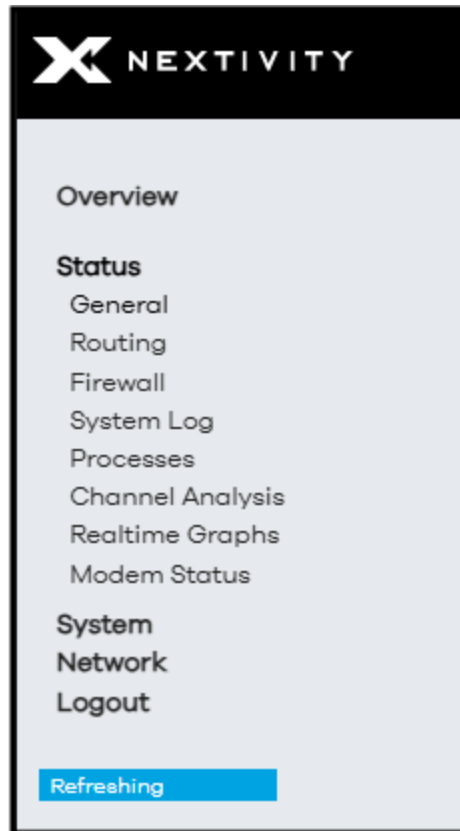 NEXTIVITY
Overview
Status
General
Routing
Firewall
System Log
Processes
Channel Analysis
Realtime Graphs
Modem Status
System
Network
Logout
Refreshing